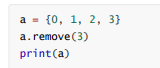 a = {0, 1, 2, 3}
a.remove(3)
print(a)